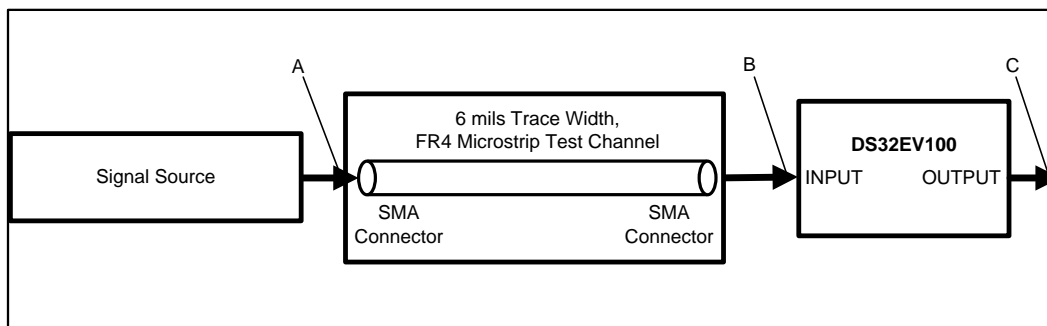 A
B
C
Signal Source
6 mils Trace Width,
FR4 Microstrip Test Channel
SMA
Connector
SMA
Connector
DS32EV100
INPUT OUTPUT